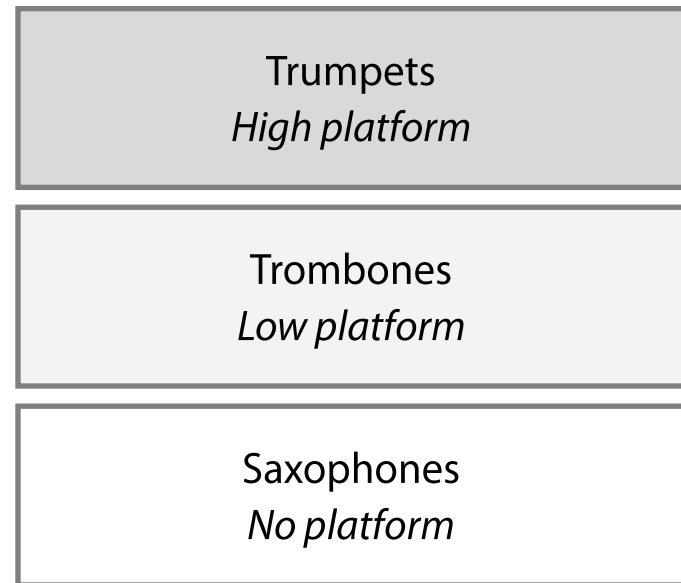 Trumpets
High platform
Trombones
Low platform
Saxophones
No platform